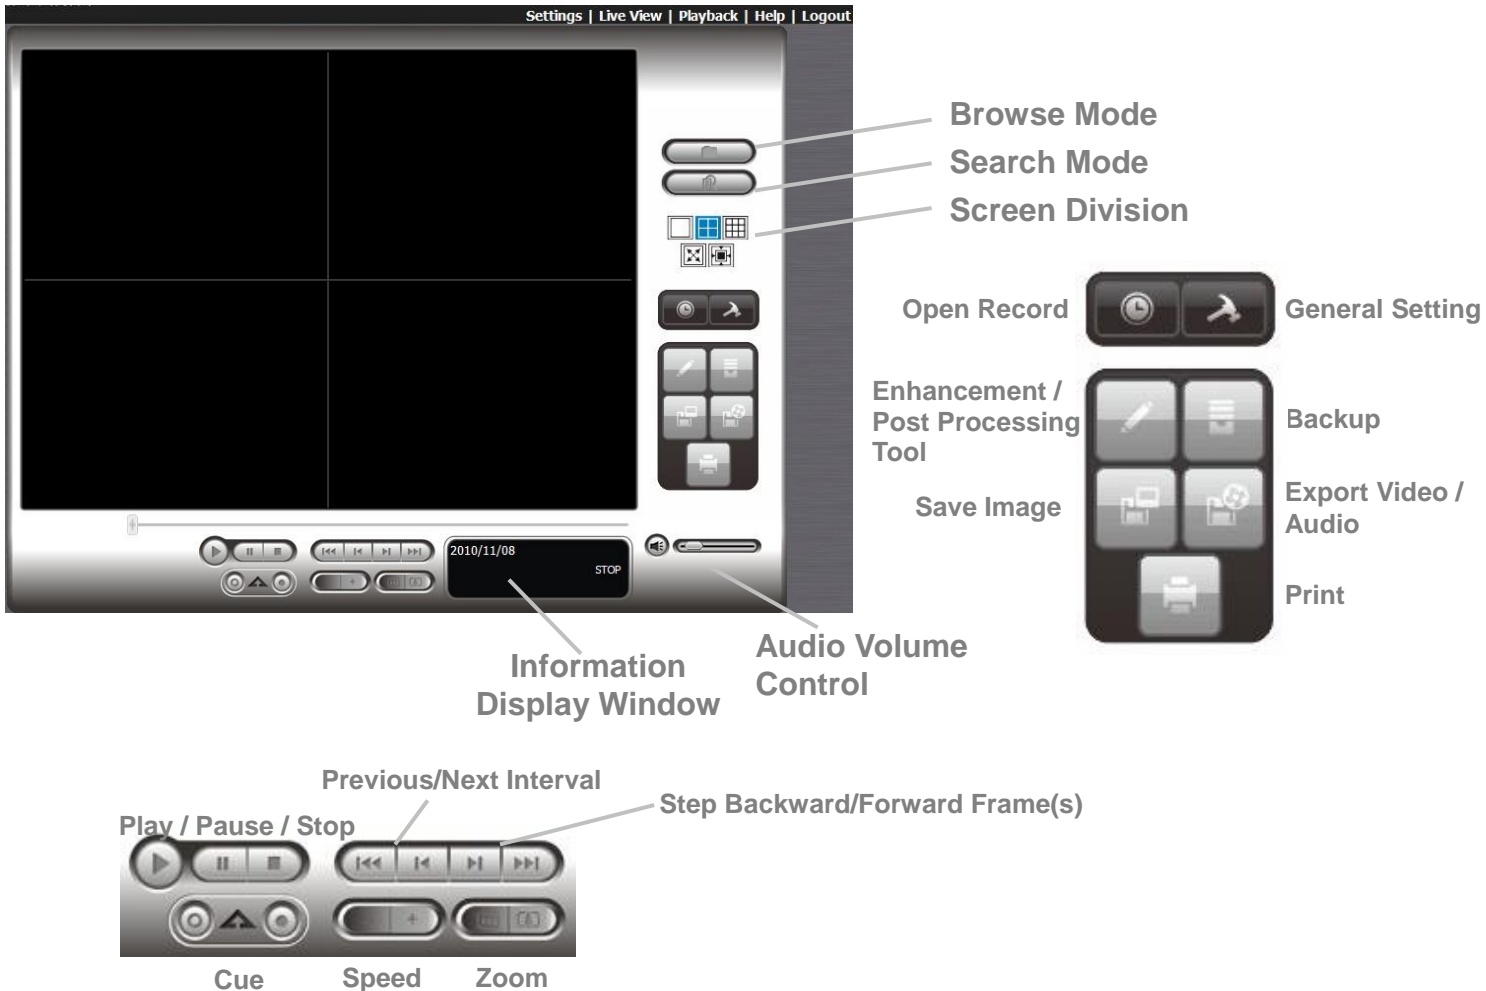 Settings | Live View | Playback | Help | Logout
Browse Mode
Search Mode
Screen Division
Open Record
General Setting
Enhancement /
Post Processing
Tool
Backup
Save Image
Export Video /
Audio
Print
2010/11/08
STOP
Information
Display Window
Audio Volume
Control
Previous/Next Interval
Step Backward/Forward Frame(s)
Play / Pause / Stop
Cue
Speed
Zoom